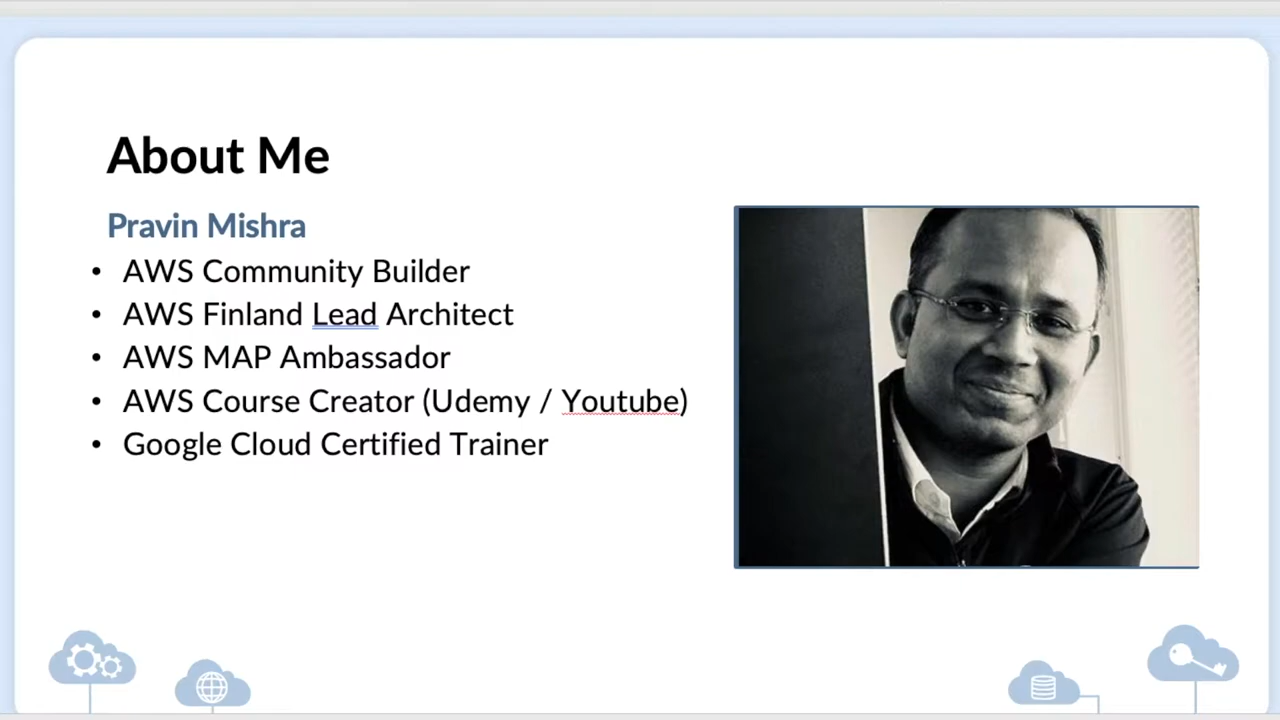 About Me
Pravin Mishra
• AWS Community Builder
• AWS Finland Lead Architect
• AWS MAP Ambassador
• AWS Course Creator (Udemy / Youtube)
• Google Cloud Certified Trainer